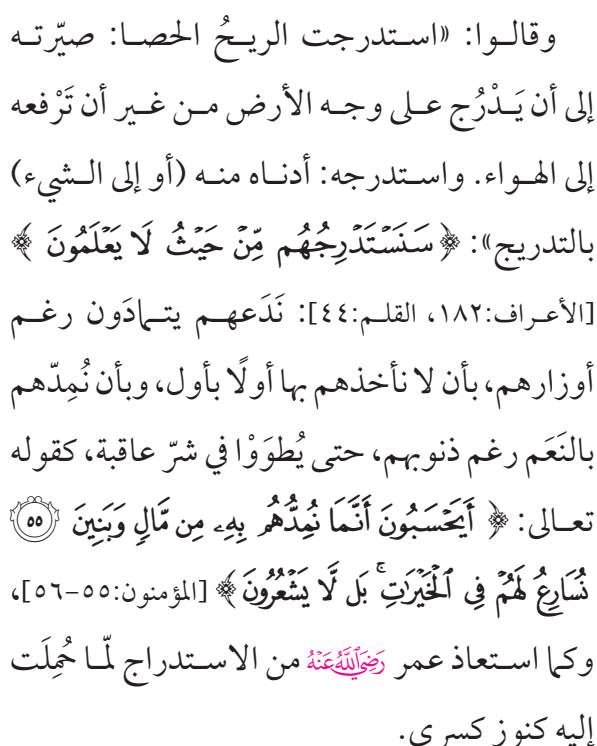 وقالوا: «استدرجت الريحُ الحصا: صيّرته
إلى أن يَدْرُج على وجه الأرض من غير أن تَرْفعه
إلى الهواء. واستدرجه: أدناه منه (أو إلى الشيء)
بالتدريج»: ﴿سَنَسْتَدْرِجُهُم مِّنْ حَيْثُ لَا يَعْلَمُونَ﴾
[الأعراف:١٨٢، القلم:٤٤]: نَدَعهم يتمادَون رغم
أوزارهم، بأن لا نأخذهم بها أولًا بأول، وبأن نُمِدّهم
بالنَعَم رغم ذنوبهم، حتى يُطوَوْا في شرّ عاقبة، كقوله
تعالى: ﴿أَيَحْسَبُونَ أَنَّمَا نُمِدُّهُم بِهِۦ مِن مَّالٍ وَبَنِينَ ۝٥٥
نُسَارِعُ لَهُمْ فِى ٱلْخَيْرَٰتِ ۚ بَل لَّا يَشْعُرُونَ﴾ [المؤمنون:٥٥-٥٦]،
وكما استعاذ عمر رَضِيَ اللَّهُ عَنْهُ من الاستدراج لمّا حُمِلَت
إليه كنوز كسرى.